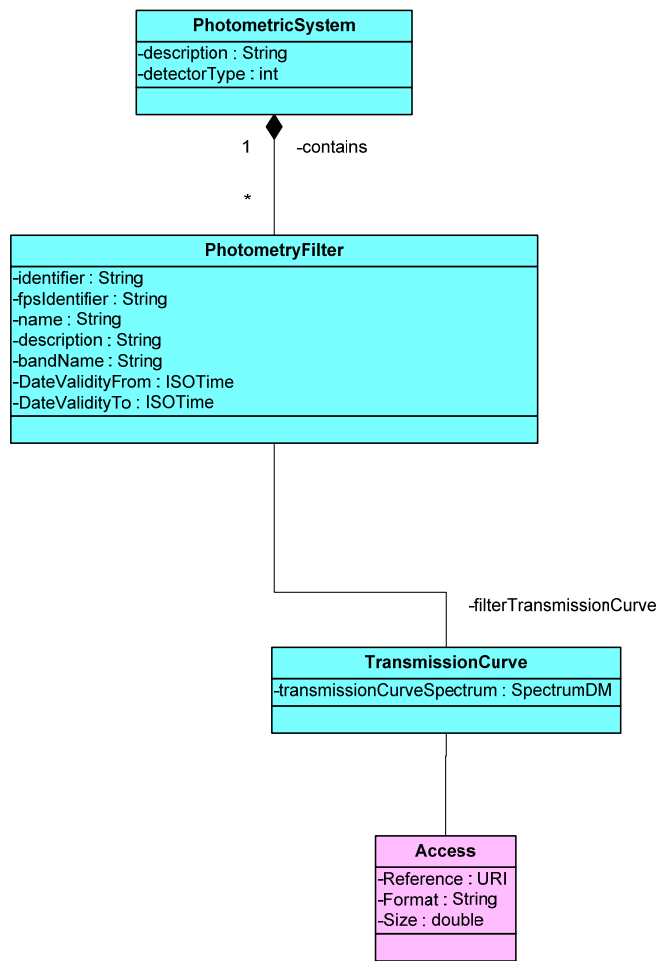 PhotometricSystem
-description : String
-detectorType : int
1 -contains
*
PhotometryFilter
-identifier : String
-fpsIdentifier : String
-name : String
-description : String
-bandName : String
-DateValidityFrom : ISOTime
-DateValidityTo : ISOTime
-filterTransmissionCurve
TransmissionCurve
-transmissionCurveSpectrum : SpectrumDM
Access
-Reference : URI
-Format : String
-Size : double